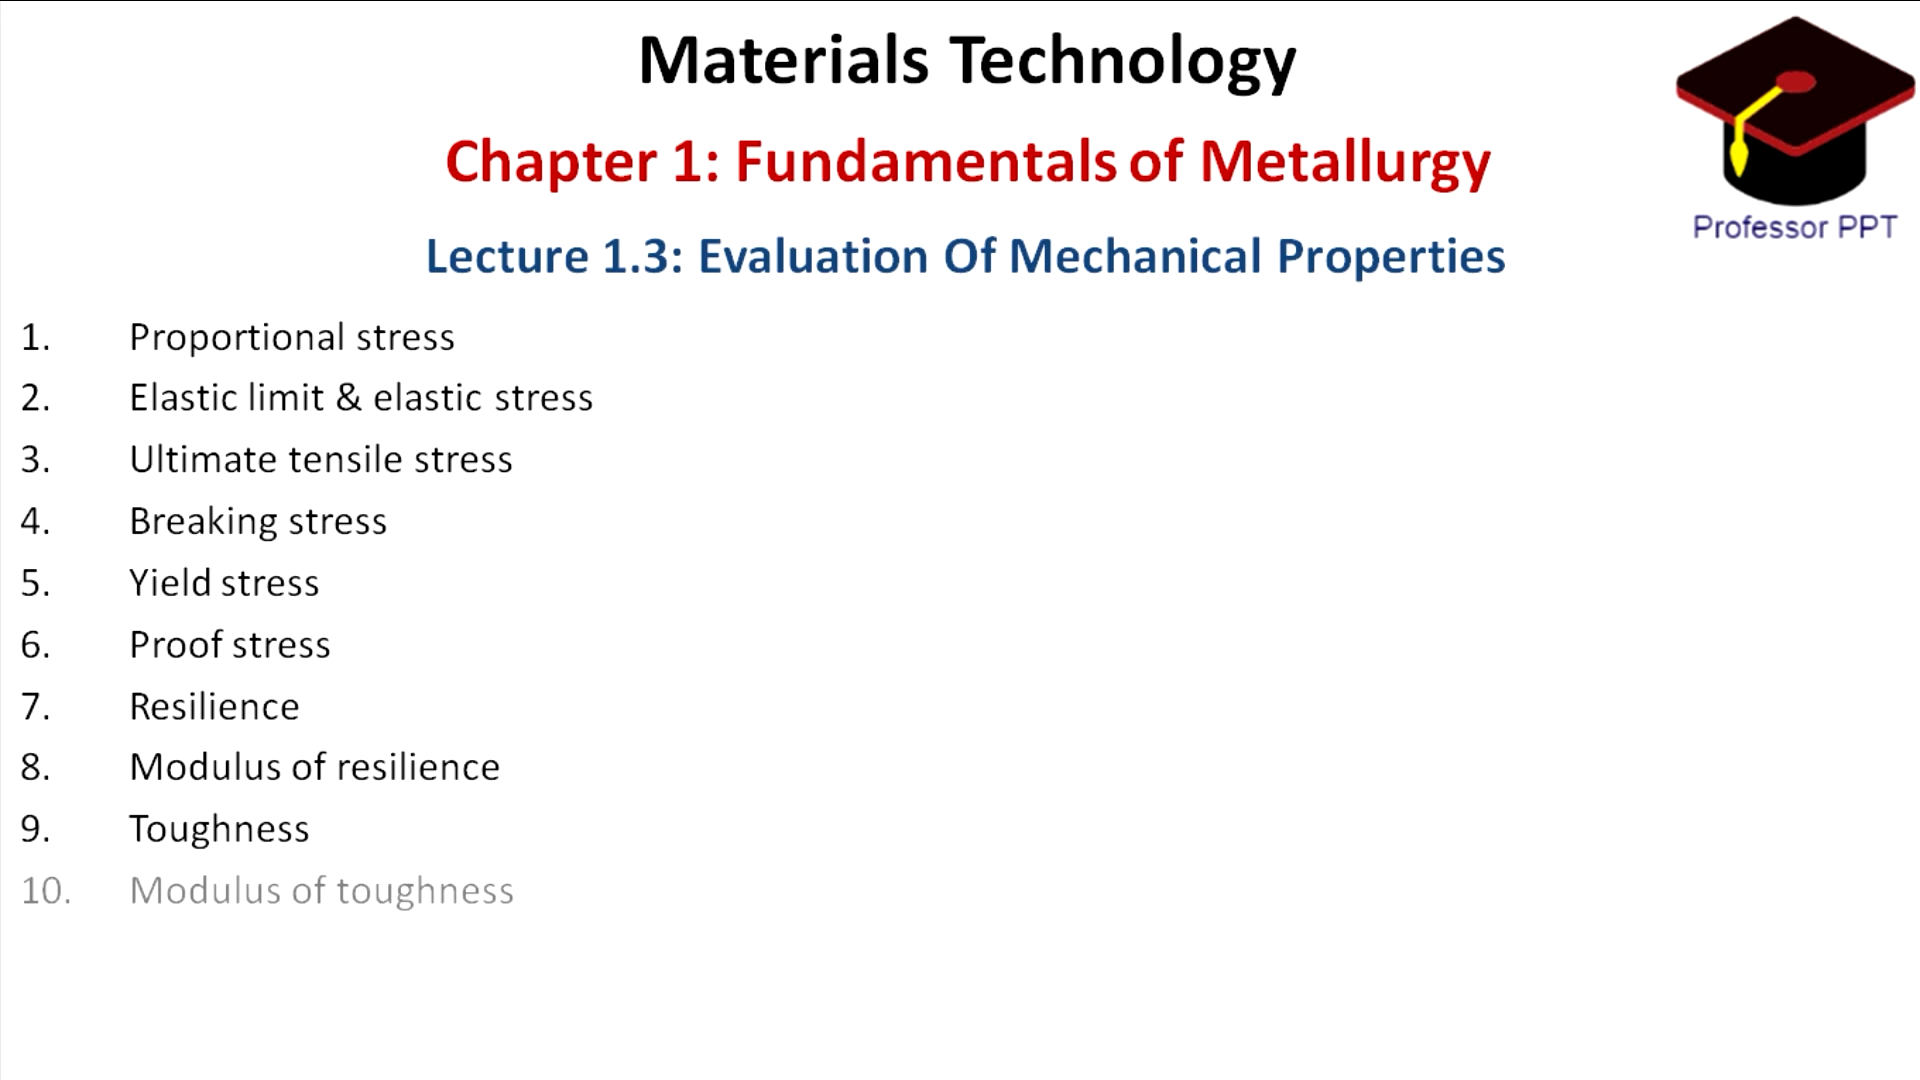 Materials Technology
Chapter 1: Fundamentals of Metallurgy
Professor PPT
Lecture 1.3: Evaluation Of Mechanical Properties
1. Proportional stress
2. Elastic limit & elastic stress
3. Ultimate tensile stress
4. Breaking stress
5. Yield stress
6. Proof stress
7. Resilience
8. Modulus of resilience
9. Toughness
10. Modulus of toughness